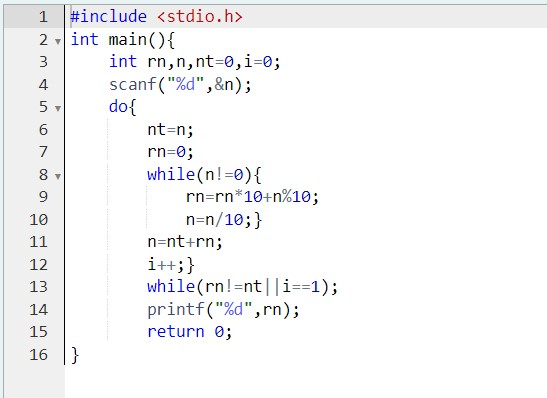 1 #include <stdio.h>
2 int main(){
3 int rn,n,nt=0,i=0;
4 scanf("%d",&n);
5 do{
6 nt=n;
7 rn=0;
8 while(n!=0){
9 rn=rn*10+n%10;
10 n=n/10;}
11 n=nt+rn;
12 i++;}
13 while(rn!=nt||i==1);
14 printf("%d",rn);
15 return 0;
16 }